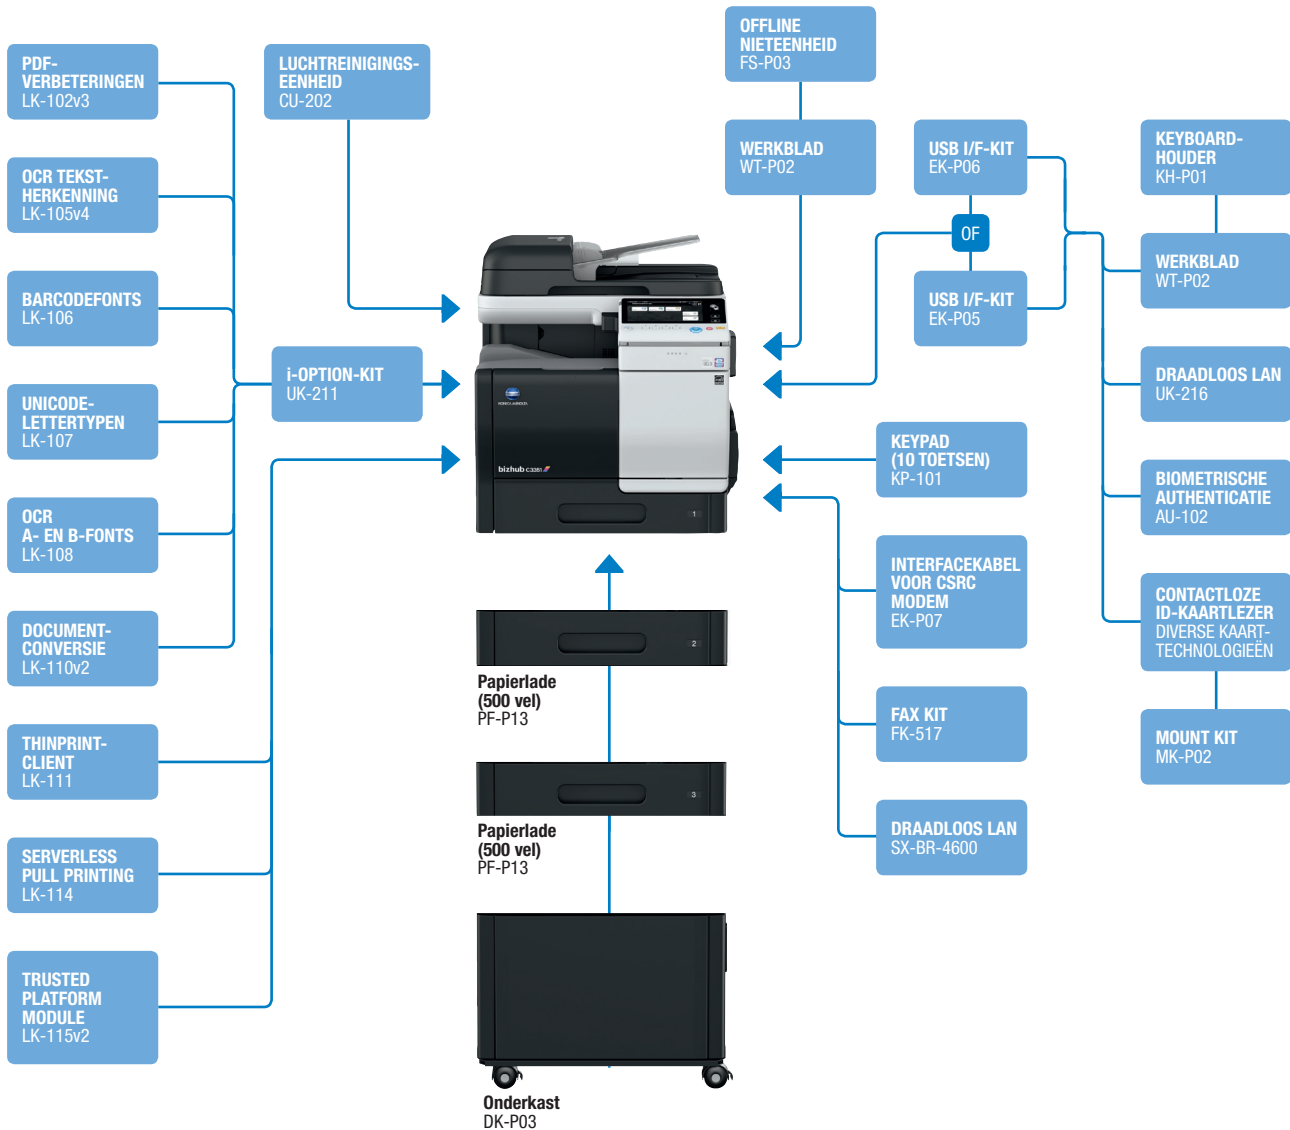 PDF-
VERBETERINGEN
LK-102v3
OCR TEKST-
HERKENNING
LK-105v4
BARCODEFONTS
LK-106
UNICODE-
LETTERTYPEN
LK-107
OCR
A- EN B-FONTS
LK-108
DOCUMENT-
CONVERSIE
LK-110v2
THINPRINT-
CLIENT
LK-111
SERVERLESS
PULL PRINTING
LK-114
TRUSTED
PLATFORM
MODULE
LK-115v2
LUCHTREINIGINGS-
EENHEID
CU-202
i-OPTION-KIT
UK-211
KONICA MINOLTA
bizhub C3351
1
2
Papierlade
(500 vel)
PF-P13
3
Papierlade
(500 vel)
PF-P13
Onderkast
DK-P03
OFFLINE
NIETEENHEID
FS-P03
WERKBLAD
WT-P02
USB I/F-KIT
EK-P06
OF
USB I/F-KIT
EK-P05
KEYPAD
(10 TOETSEN)
KP-101
INTERFACEKABEL
VOOR CSRC
MODEM
EK-P07
FAX KIT
FK-517
DRAADLOOS LAN
SX-BR-4600
KEYBOARD-
HOUDER
KH-P01
WERKBLAD
WT-P02
DRAADLOOS LAN
UK-216
BIOMETRISCHE
AUTHENTICATIE
AU-102
CONTACTLOZE
ID-KAARTLEZER
DIVERSE KAART-
TECHNOLOGIEËN
MOUNT KIT
MK-P02